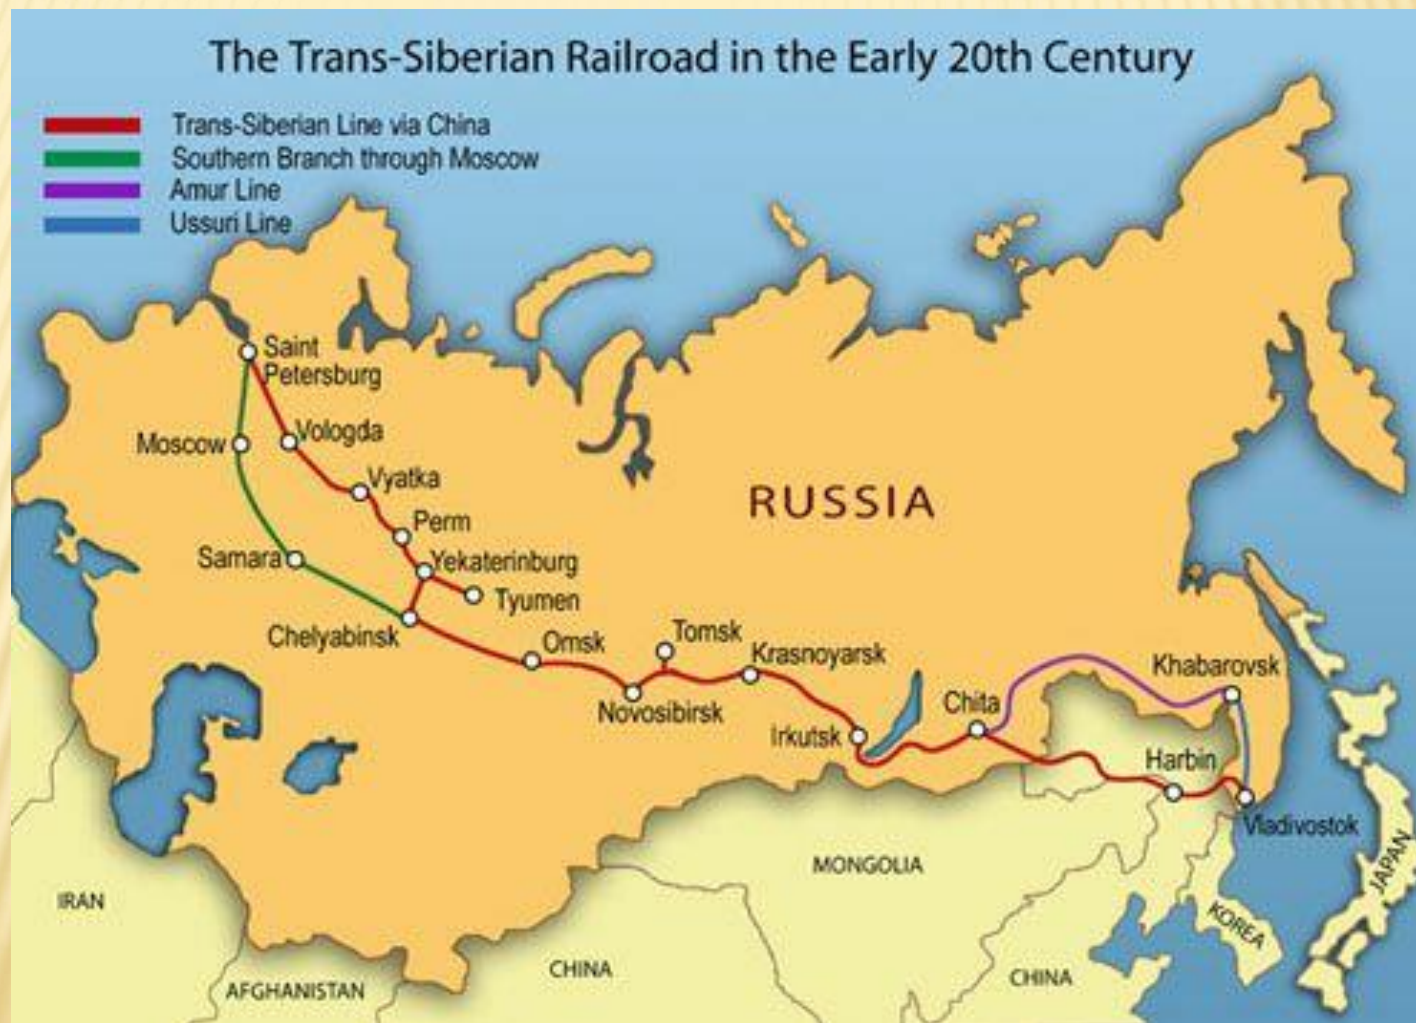 The Trans-Siberian Railroad in the Early 20th Century
Trans-Siberian Line via China
Southern Branch through Moscow
Amur Line
Ussuri Line
Saint
Petersburg
Moscow
Vologda
Vyatka
Perm
Samara
Yekaterinburg
Tyumen
Chelyabinsk
Omsk
Tomsk
Krasnoyarsk
Novosibirsk
RUSSIA
Irkutsk
Chita
Khabarovsk
Harbin
Vladivostok
MONGOLIA
JAPAN
KOREA
IRAN
AFGHANISTAN
CHINA
CHINA